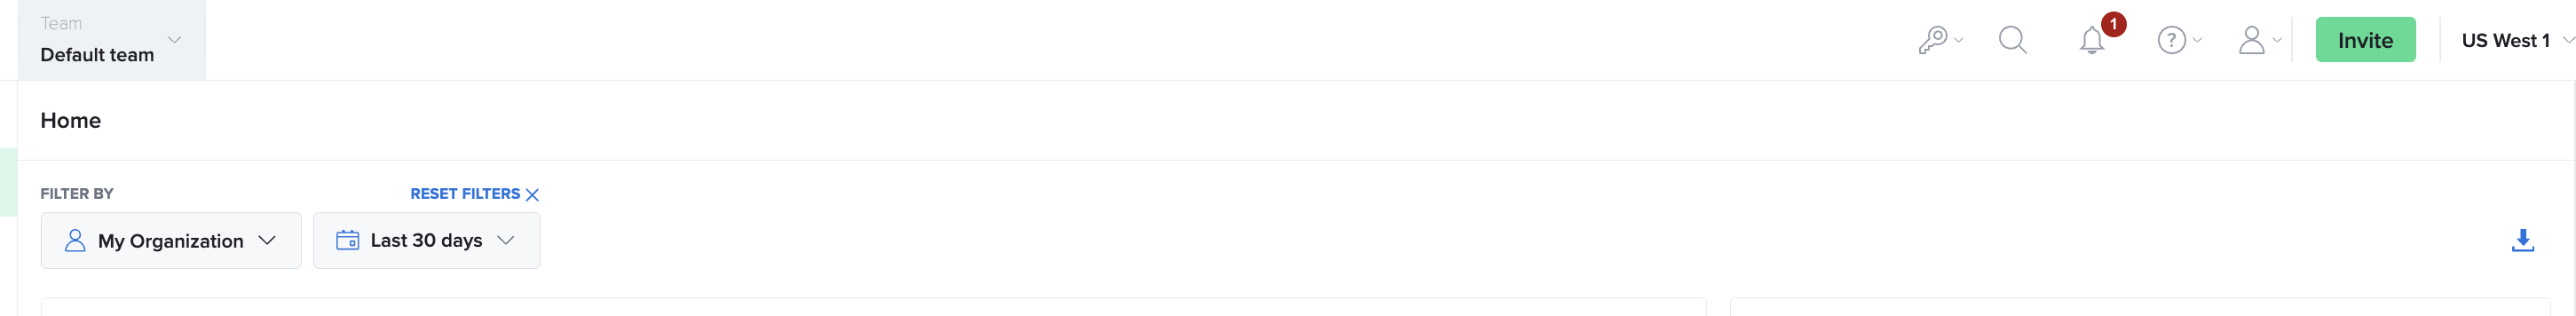 Team
Default team
1
?
Invite
US West 1
Home
FILTER BY
RESET FILTERS
My Organization
Last 30 days